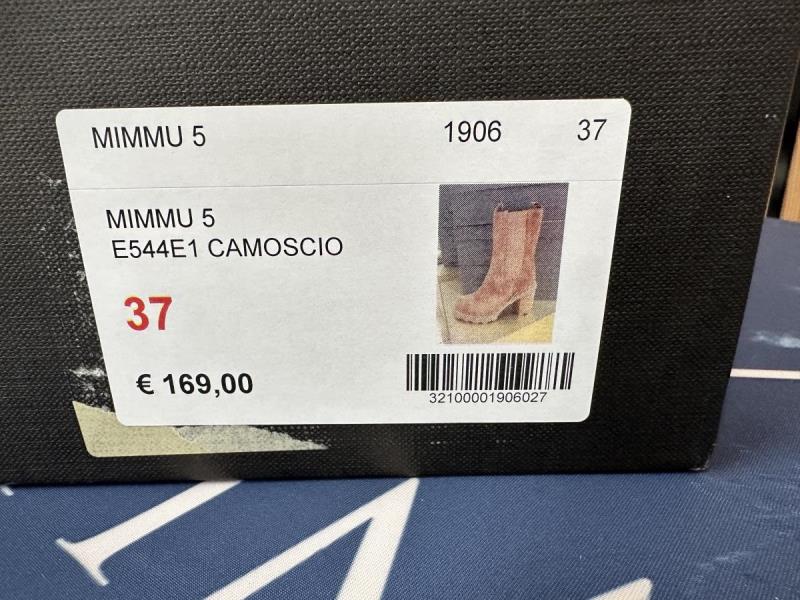 MIMMU 5 1906 37
MIMMU 5
E544E1 CAMOSCIO
37
€ 169,00
32100001906027